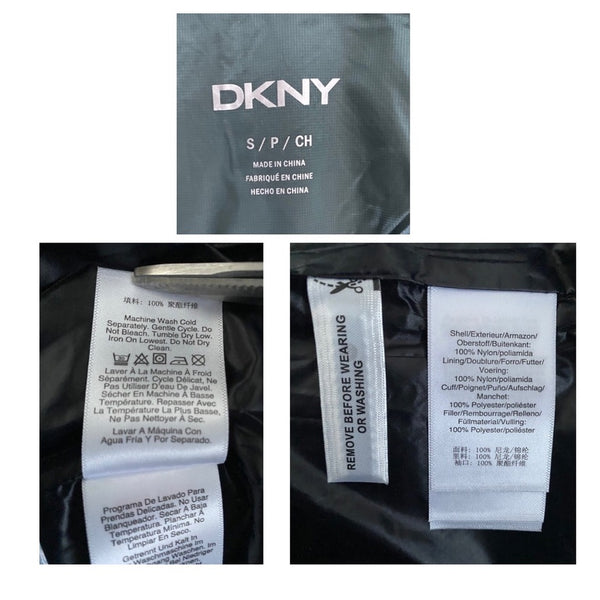 DKNY
S / P / CH
MADE IN CHINA
FABRIQUÉ EN CHINE
HECHO EN CHINA
填料: 100% 聚酯纤维
Machine Wash Cold
Separately. Gentle Cycle. Do
Not Bleach. Tumble Dry Low.
Iron On Lowest. Do Not Dry
Clean.
Laver À La Machine À Froid
Séparément. Cycle Délicat, Ne
Pas Utiliser D'eau De Javel.
Sécher En Machine À Basse
Température. Repasser Avec
La Température La Plus Basse,
Ne Pas Nettoyer À Sec.
Lavar A Máquina Con
Agua Fría Y Por Separado.
Programa De Lavado Para
Prendas Delicadas. No Usar
Blanqueador. Secar A Baja
Temperatura. Planchar A
Temperatura Mínima. No
Limpiar En Seco.
Getrennt Und Kalt In
Waschmaschine im
REMOVE BEFORE WEARING
OR WASHING
Shell/Exterieur/Armazon/
Oberstoff/Buitenkant:
100% Nylon/poliamida
Lining/Doublure/Forro/Futter/
Voering:
100% Nylon/poliamida
Cuff/Poignet/Puño/Aufschlag/
Manchet:
100% Polyester/poliéster
Filler/Rembourrage/Relleno/
Füllmaterial/Vulling:
100% Polyester/poliéster
面料: 100% 尼龙/锦纶
里料: 100% 尼龙/锦纶
袖口: 100% 聚酯纤维